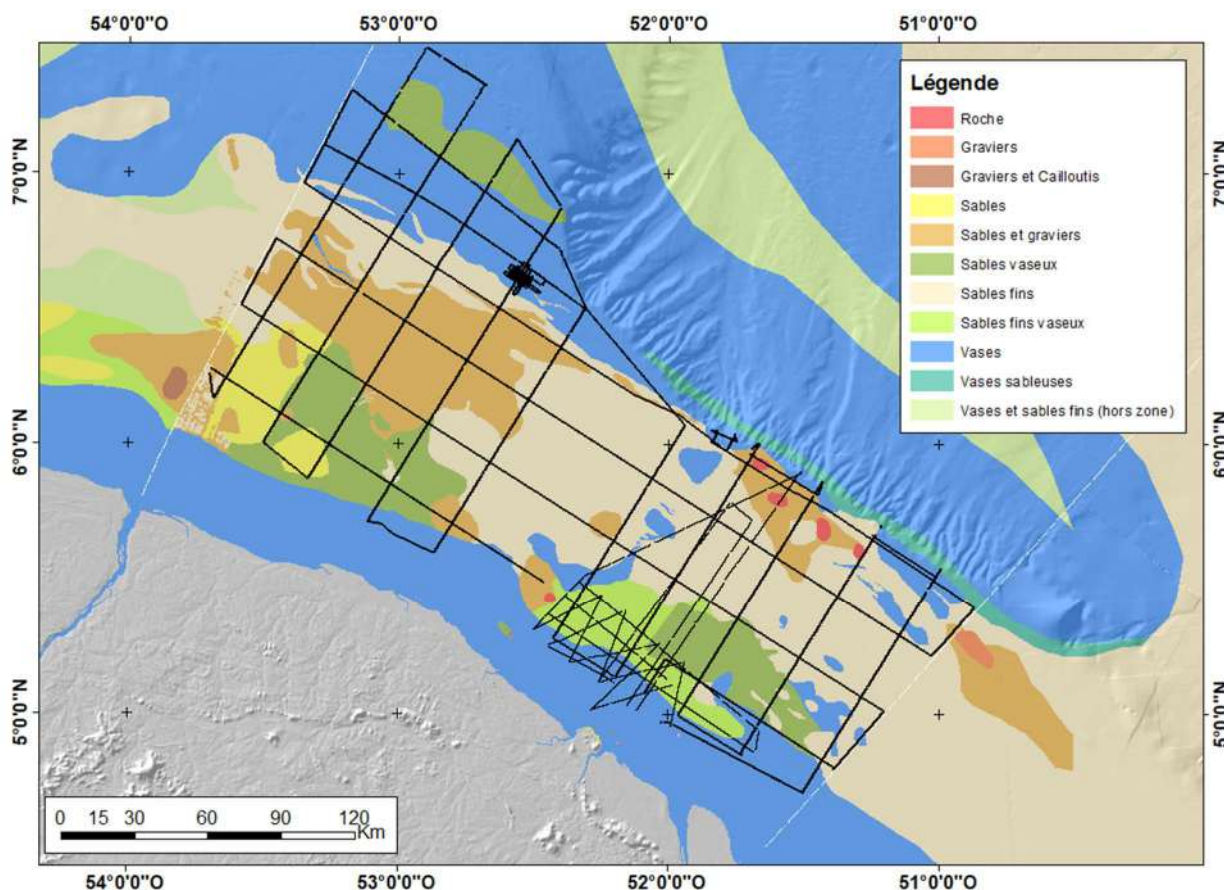 54°0'0"O 53°0'0"O 52°0'0"O 51°0'0"O
Légende
Roche
Graviers
Graviers et Cailloutis
Sables
Sables et graviers
Sables vaseux
Sables fins
Sables fins vaseux
Vases
Vases sableuses
Vases et sables fins (hors zone)
7°0'0"N 7°0'0"N
6°0'0"N 6°0'0"N
5°0'0"N 5°0'0"N
0 15 30 60 90 120
Km
54°0'0"O 53°0'0"O 52°0'0"O 51°0'0"O